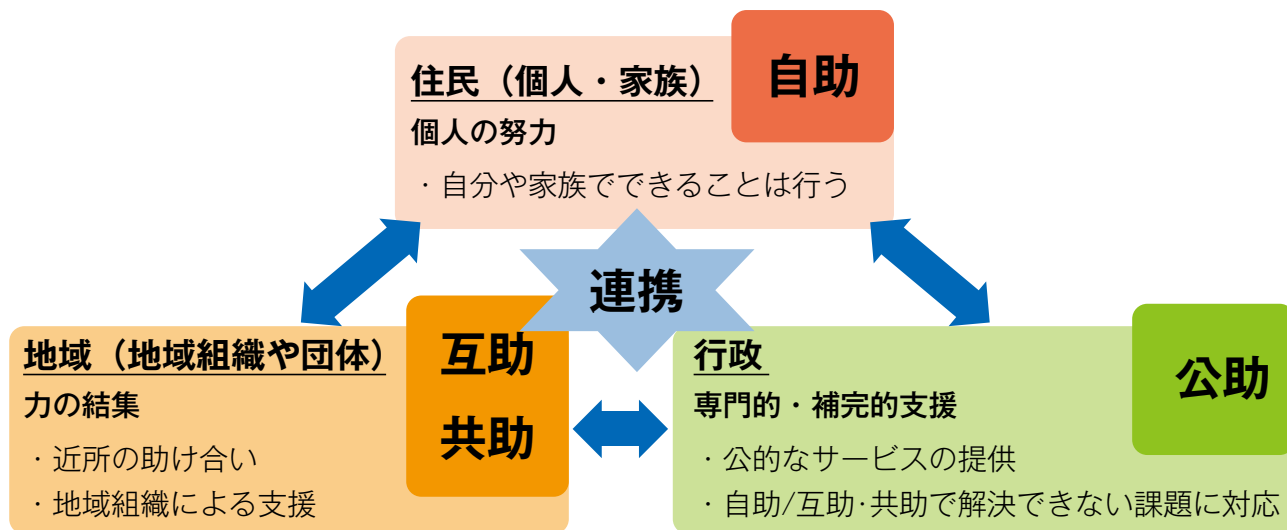 住民（個人・家族）
自助
個人の努力
・自分や家族でできることは行う
連携
地域（地域組織や団体）
互助
共助
力の結集
・近所の助け合い
・地域組織による支援
行政
公助
専門的・補完的支援
・公的なサービスの提供
・自助/互助･共助で解決できない課題に対応